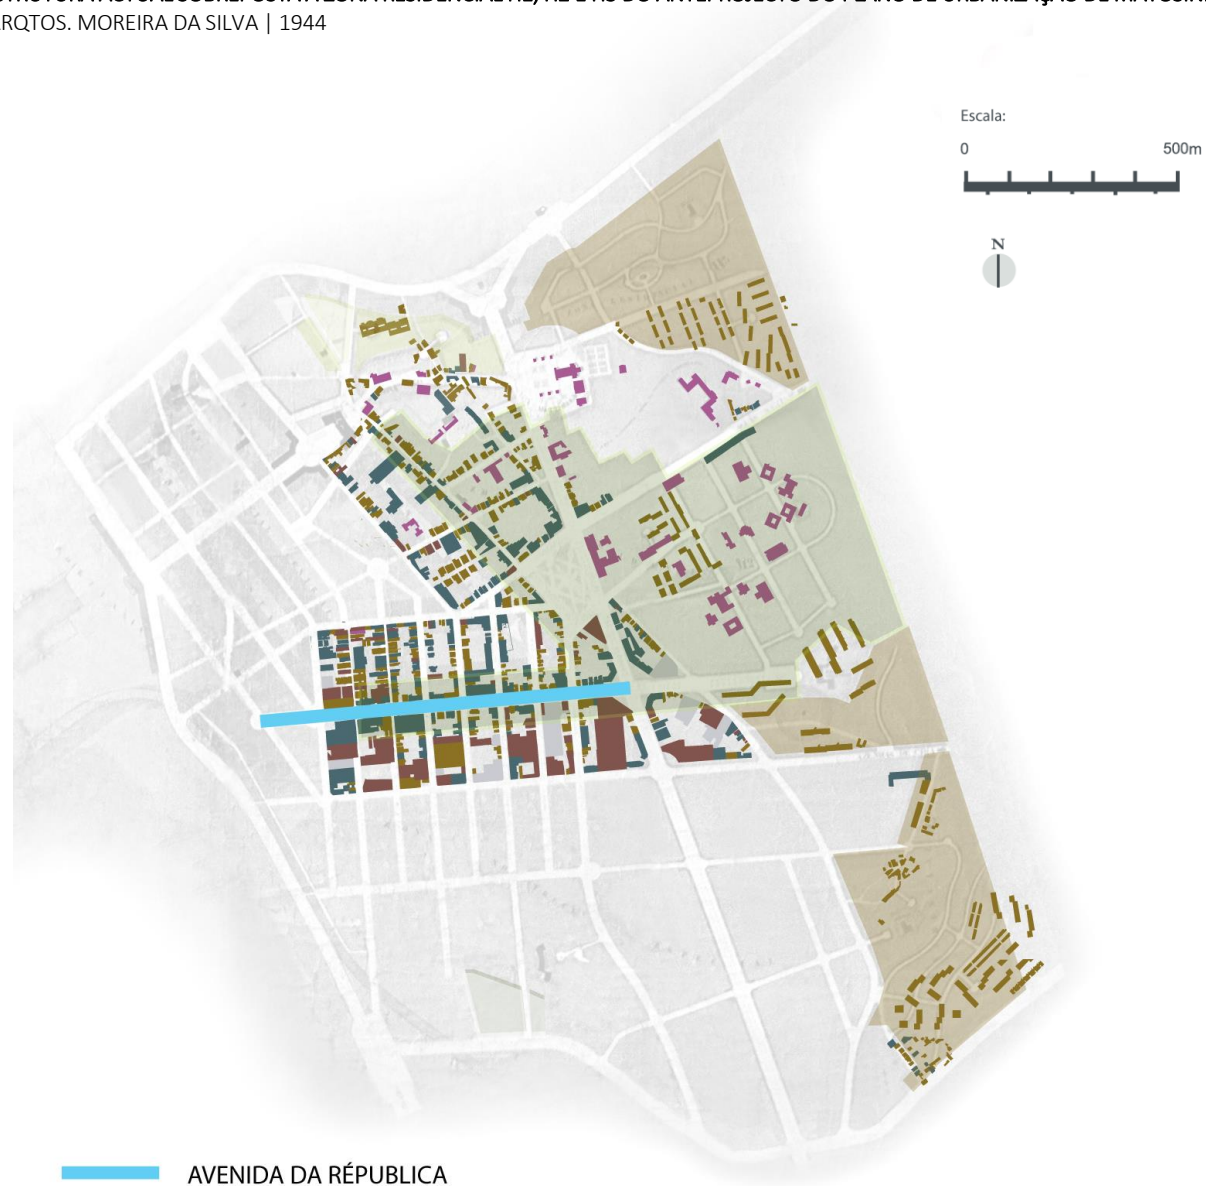 ARQTOS. MOREIRA DA SILVA | 1944
Escala:
0 500m
N
AVENIDA DA RÉPUBLICA